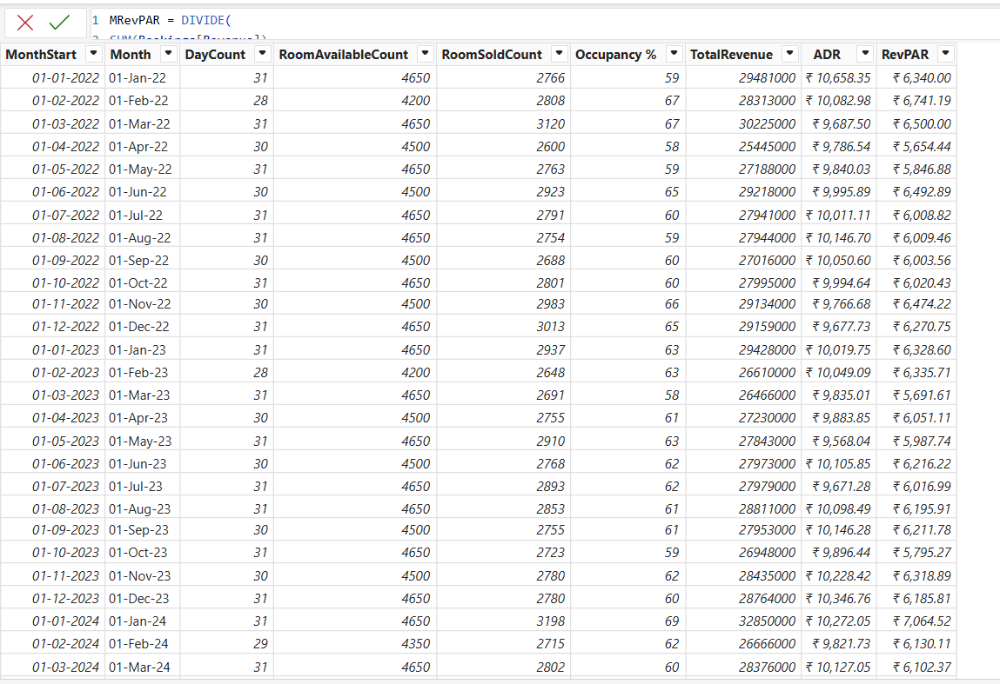 1 MRevPAR = DIVIDE(
2 SUM(Bookings[Revenue])
MonthStart Month DayCount RoomAvailableCount RoomSoldCount Occupancy % TotalRevenue ADR RevPAR
01-01-2022 01-Jan-22 31 4650 2766 59 29481000 ₹ 10,658.35 ₹ 6,340.00
01-02-2022 01-Feb-22 28 4200 2808 67 28313000 ₹ 10,082.98 ₹ 6,741.19
01-03-2022 01-Mar-22 31 4650 3120 67 30225000 ₹ 9,687.50 ₹ 6,500.00
01-04-2022 01-Apr-22 30 4500 2600 58 25445000 ₹ 9,786.54 ₹ 5,654.44
01-05-2022 01-May-22 31 4650 2763 59 27188000 ₹ 9,840.03 ₹ 5,846.88
01-06-2022 01-Jun-22 30 4500 2923 65 29218000 ₹ 9,995.89 ₹ 6,492.89
01-07-2022 01-Jul-22 31 4650 2791 60 27941000 ₹ 10,011.11 ₹ 6,008.82
01-08-2022 01-Aug-22 31 4650 2754 59 27944000 ₹ 10,146.70 ₹ 6,009.46
01-09-2022 01-Sep-22 30 4500 2688 60 27016000 ₹ 10,050.60 ₹ 6,003.56
01-10-2022 01-Oct-22 31 4650 2801 60 27995000 ₹ 9,994.64 ₹ 6,020.43
01-11-2022 01-Nov-22 30 4500 2983 66 29134000 ₹ 9,766.68 ₹ 6,474.22
01-12-2022 01-Dec-22 31 4650 3013 65 29159000 ₹ 9,677.73 ₹ 6,270.75
01-01-2023 01-Jan-23 31 4650 2937 63 29428000 ₹ 10,019.75 ₹ 6,328.60
01-02-2023 01-Feb-23 28 4200 2648 63 26610000 ₹ 10,049.09 ₹ 6,335.71
01-03-2023 01-Mar-23 31 4650 2691 58 26466000 ₹ 9,835.01 ₹ 5,691.61
01-04-2023 01-Apr-23 30 4500 2755 61 27230000 ₹ 9,883.85 ₹ 6,051.11
01-05-2023 01-May-23 31 4650 2910 63 27843000 ₹ 9,568.04 ₹ 5,987.74
01-06-2023 01-Jun-23 30 4500 2768 62 27973000 ₹ 10,105.85 ₹ 6,216.22
01-07-2023 01-Jul-23 31 4650 2893 62 27979000 ₹ 9,671.28 ₹ 6,016.99
01-08-2023 01-Aug-23 31 4650 2853 61 28811000 ₹ 10,098.49 ₹ 6,195.91
01-09-2023 01-Sep-23 30 4500 2755 61 27953000 ₹ 10,146.28 ₹ 6,211.78
01-10-2023 01-Oct-23 31 4650 2723 59 26948000 ₹ 9,896.44 ₹ 5,795.27
01-11-2023 01-Nov-23 30 4500 2780 62 28435000 ₹ 10,228.42 ₹ 6,318.89
01-12-2023 01-Dec-23 31 4650 2780 60 28764000 ₹ 10,346.76 ₹ 6,185.81
01-01-2024 01-Jan-24 31 4650 3198 69 32850000 ₹ 10,272.05 ₹ 7,064.52
01-02-2024 01-Feb-24 29 4350 2715 62 26666000 ₹ 9,821.73 ₹ 6,130.11
01-03-2024 01-Mar-24 31 4650 2802 60 28376000 ₹ 10,127.05 ₹ 6,102.37